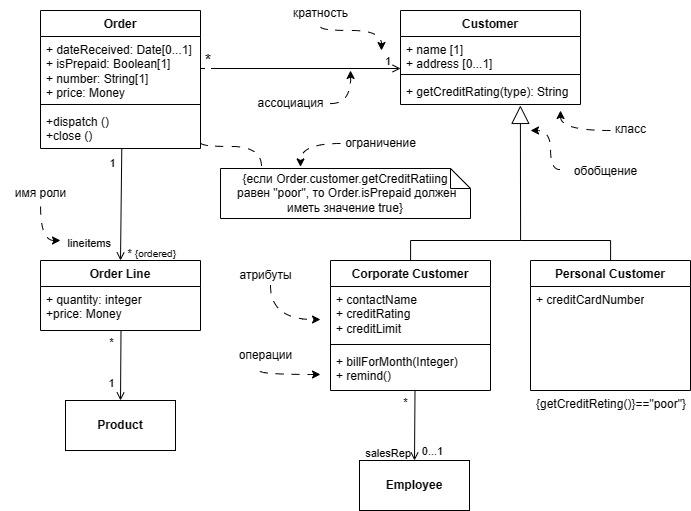 Order
+ dateReceived: Date[0...1]
+ isPrepaid: Boolean[1]
+ number: String[1]
+ price: Money
+dispatch ()
+close ()
кратность
*
1
ассоциация
Customer
+ name [1]
+ address [0...1]
+ getCreditRating(type): String
класс
обобщение
ограничение
{если Order.customer.getCreditRatiing
равен "poor", то Order.isPrepaid должен
иметь значение true}
1
имя роли
lineitems
* {ordered}
Order Line
+ quantity: integer
+price: Money
*
1
Product
атрибуты
операции
Corporate Customer
+ contactName
+ creditRating
+ creditLimit
+ billForMonth(Integer)
+ remind()
*
salesRep
0...1
Employee
Personal Customer
+ creditCardNumber
{getCreditReting()}=="poor"}